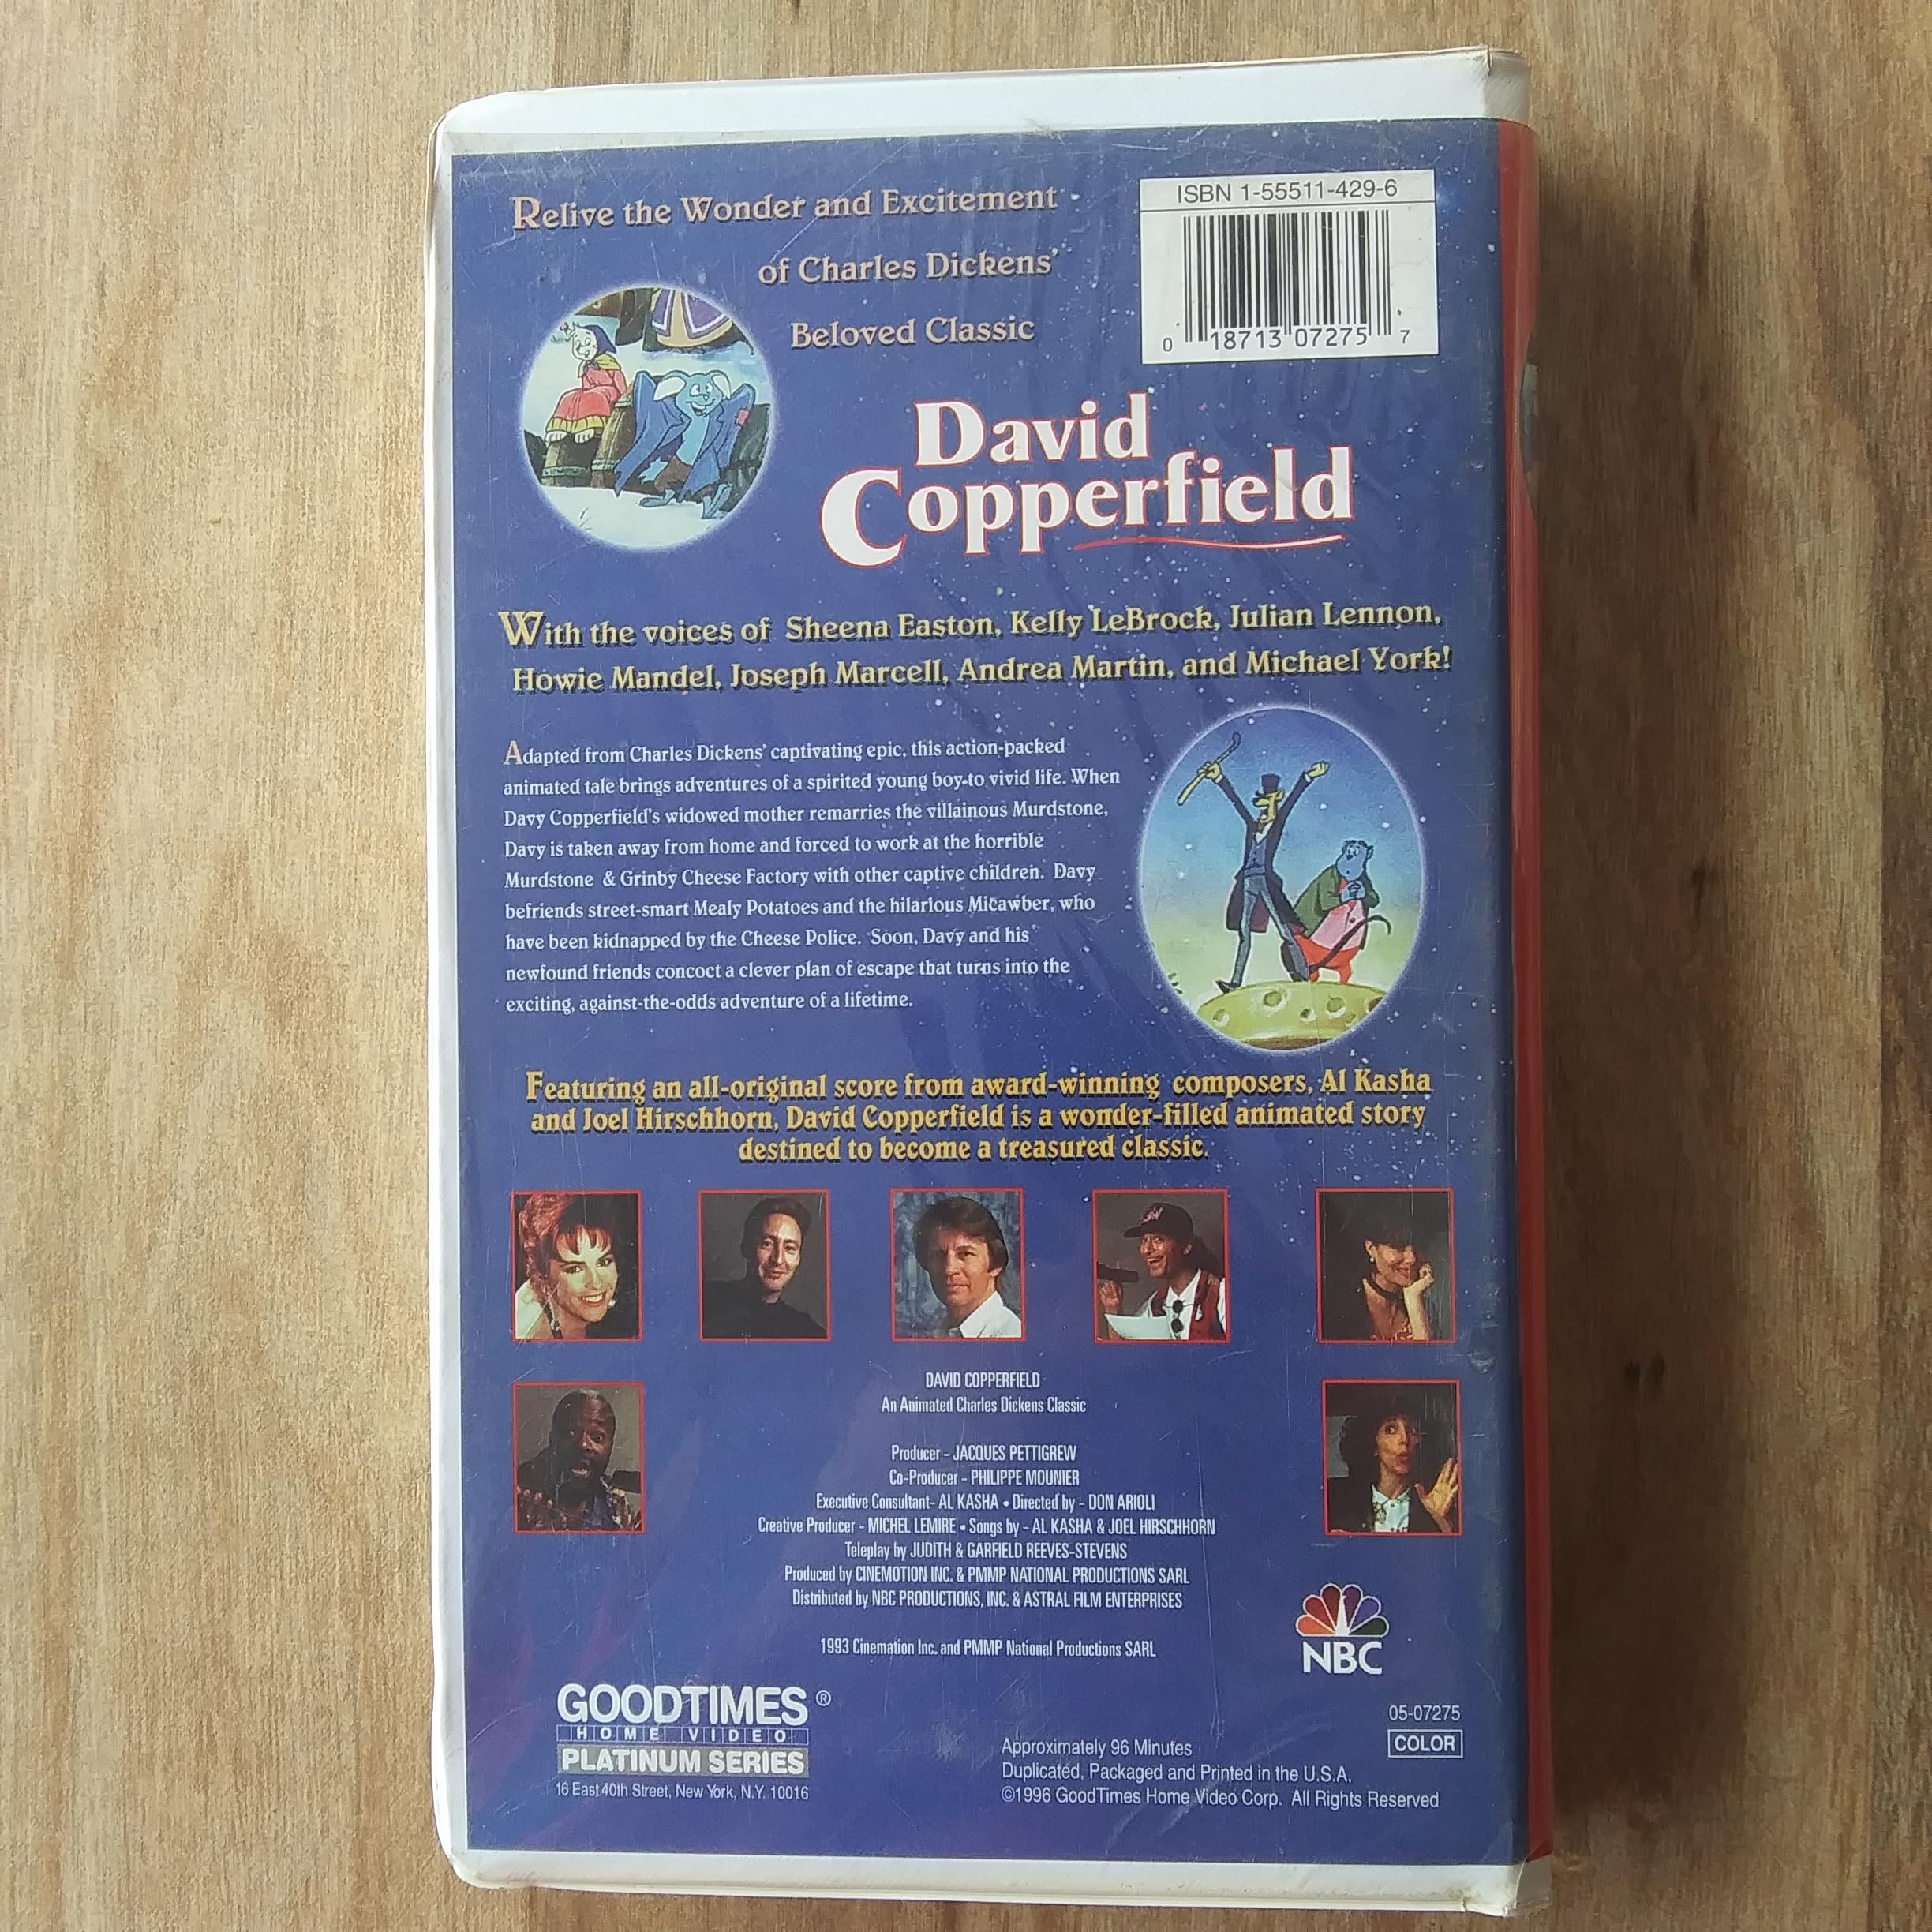 Relive the Wonder and Excitement
of Charles Dickens'
Beloved Classic
ISBN 1-55511-429-6
0 18713 07275 7
David
Copperfield
With the voices of Sheena Easton, Kelly LeBrock, Julian Lennon,
Howie Mandel, Joseph Marcell, Andrea Martin, and Michael York!
Adapted from Charles Dickens' captivating epic, this action-packed
animated tale brings adventures of a spirited young boy to vivid life. When
Davy Copperfield's widowed mother remarries the villainous Murdstone,
Davy is taken away from home and forced to work at the horrible
Murdstone & Grinby Cheese Factory with other captive children. Davy
befriends street-smart Mealy Potatoes and the hilarious Micawber, who
have been kidnapped by the Cheese Police. Soon, Davy and his
newfound friends concoct a clever plan of escape that turns into the
exciting, against-the-odds adventure of a lifetime.
Featuring an all-original score from award-winning composers, Al Kasha
and Joel Hirschhorn, David Copperfield is a wonder-filled animated story
destined to become a treasured classic.
DAVID COPPERFIELD
An Animated Charles Dickens Classic
Producer - JACQUES PETTIGREW
Co-Producer - PHILIPPE MOUNIER
Executive Consultant- AL KASHA • Directed by - DON ARIOLI
Creative Producer - MICHEL LEMIRE • Songs by - AL KASHA & JOEL HIRSCHHORN
Teleplay by JUDITH & GARFIELD REEVES-STEVENS
Produced by CINEMOTION INC. & PMMP NATIONAL PRODUCTIONS SARL
Distributed by NBC PRODUCTIONS, INC. & ASTRAL FILM ENTERPRISES
1993 Cinemation Inc. and PMMP National Productions SARL
NBC
GOODTIMES ®
HOME VIDEO
PLATINUM SERIES
16 East 40th Street, New York, N.Y. 10016
05-07275
COLOR
Approximately 96 Minutes
Duplicated, Packaged and Printed in the U.S.A.
©1996 GoodTimes Home Video Corp. All Rights Reserved